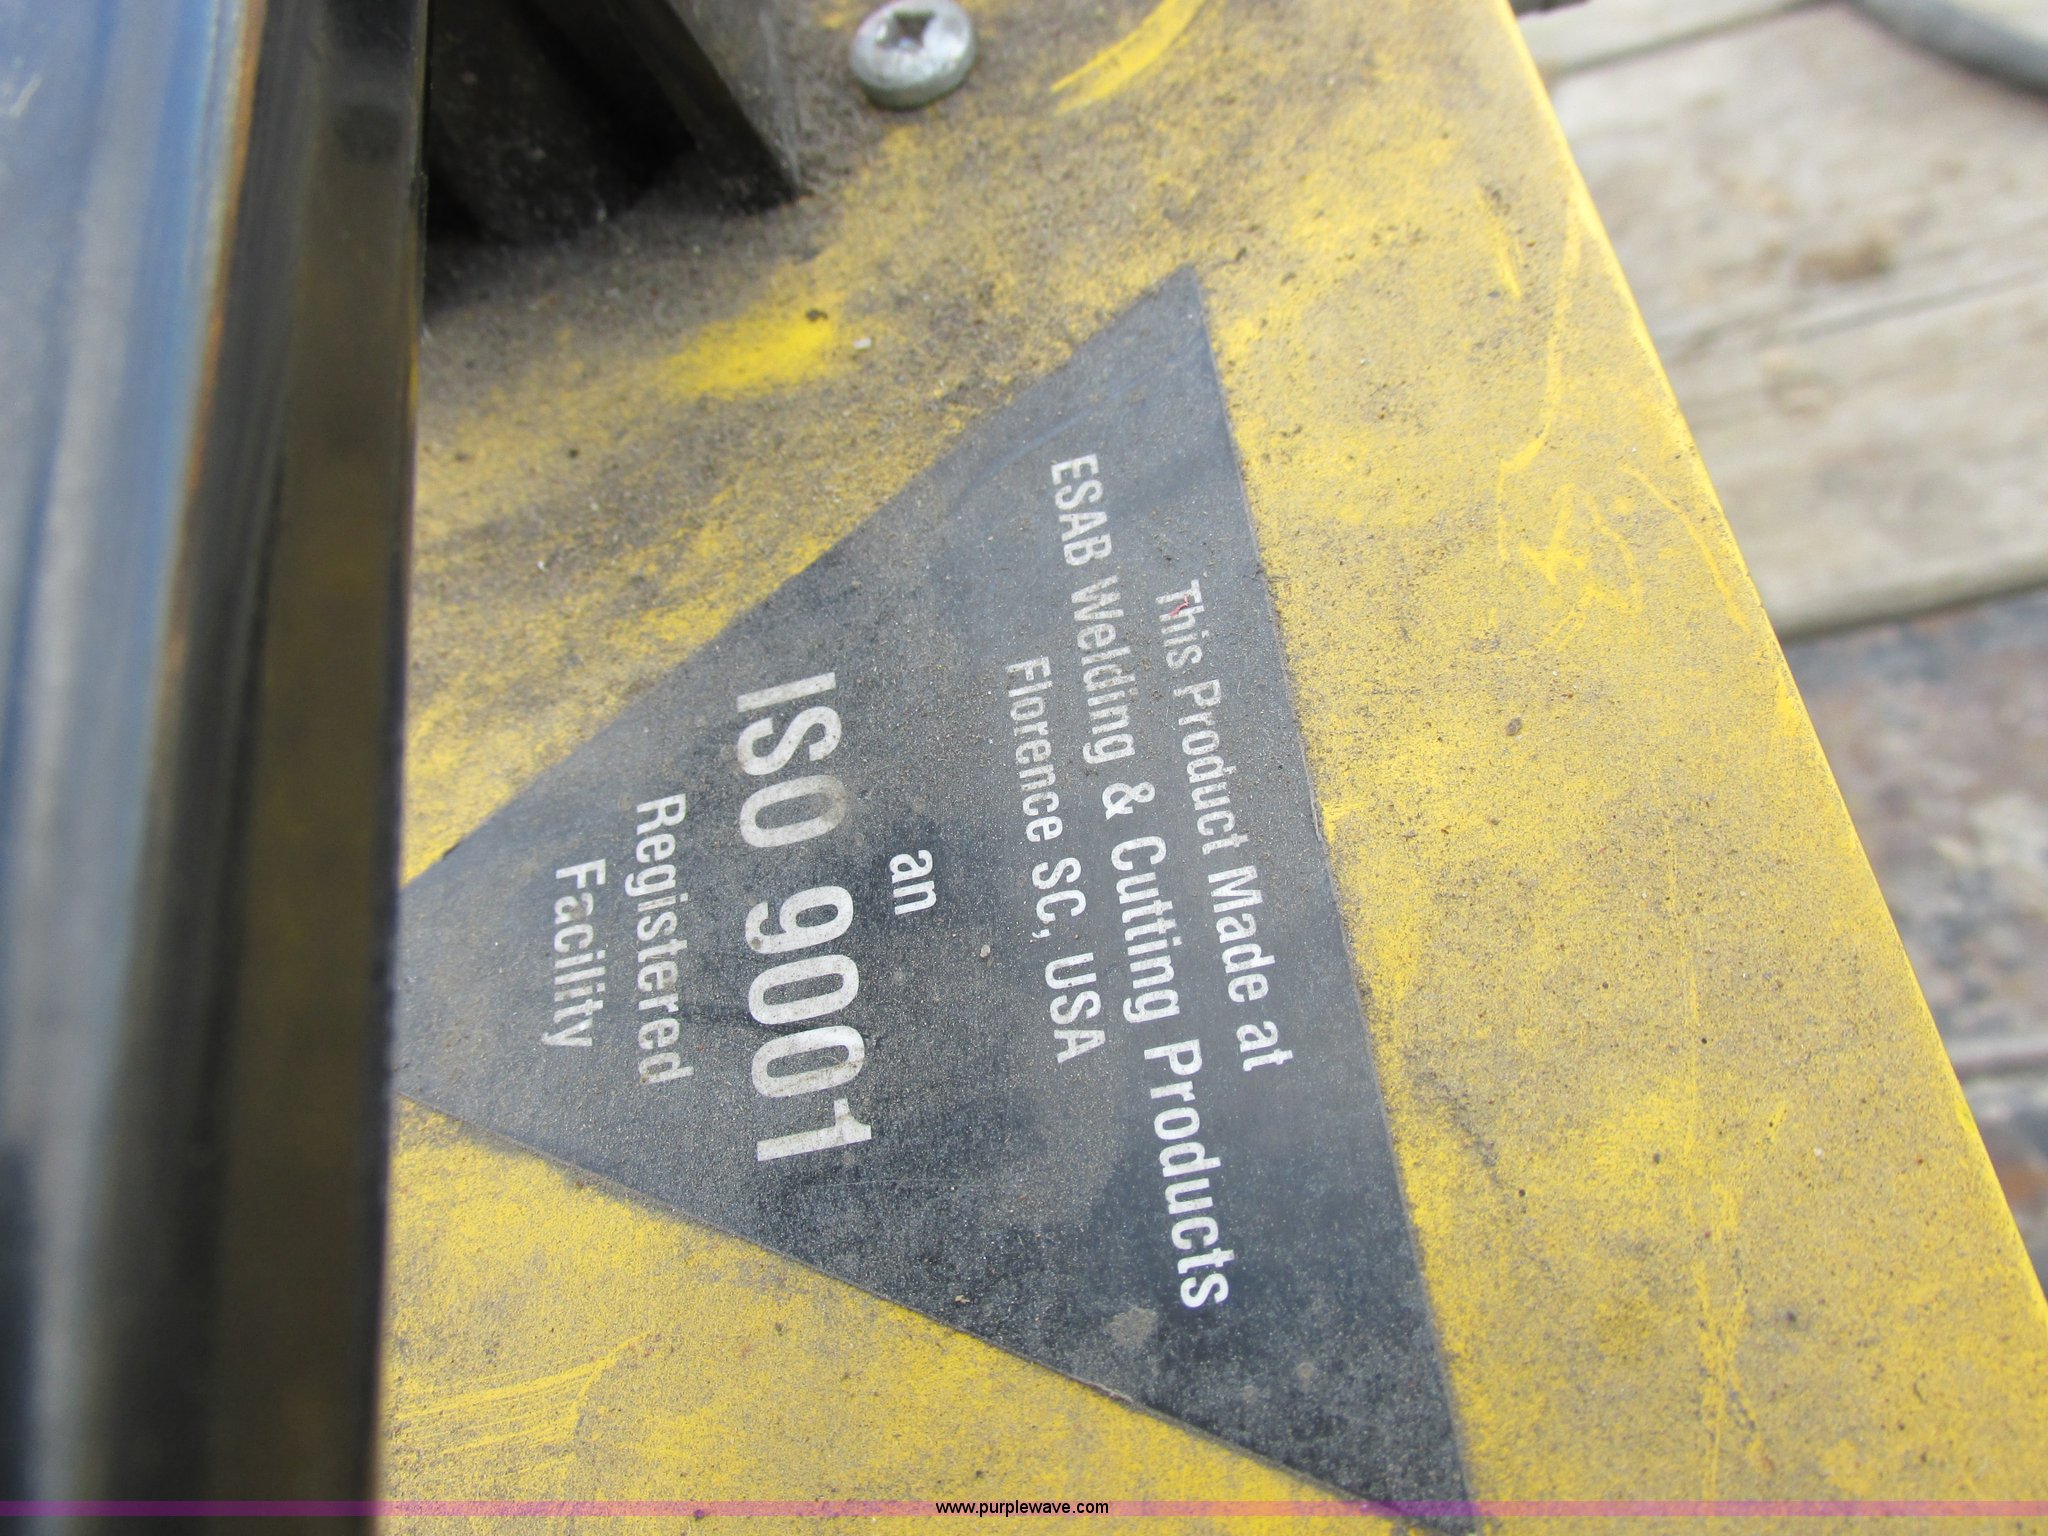 This Product Made at
ESAB Welding & Cutting Products
Florence SC, USA
an
ISO 9001
Registered
Facility
www.purplewave.com